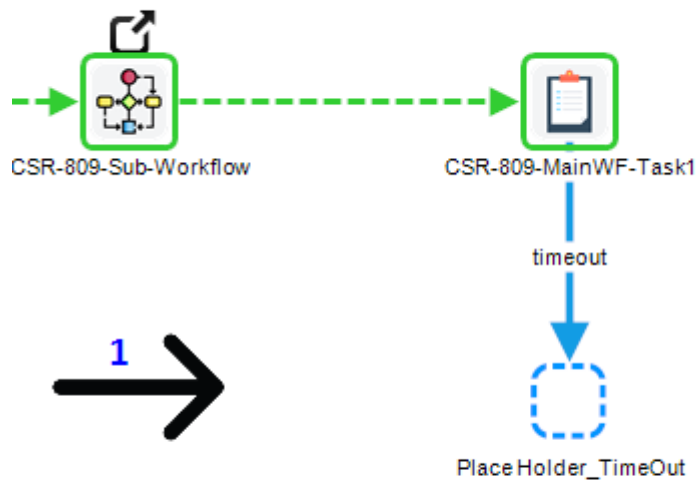 CSR-809-Sub-Workflow
CSR-809-MainWF-Task1
timeout
1
Place Holder_TimeOut